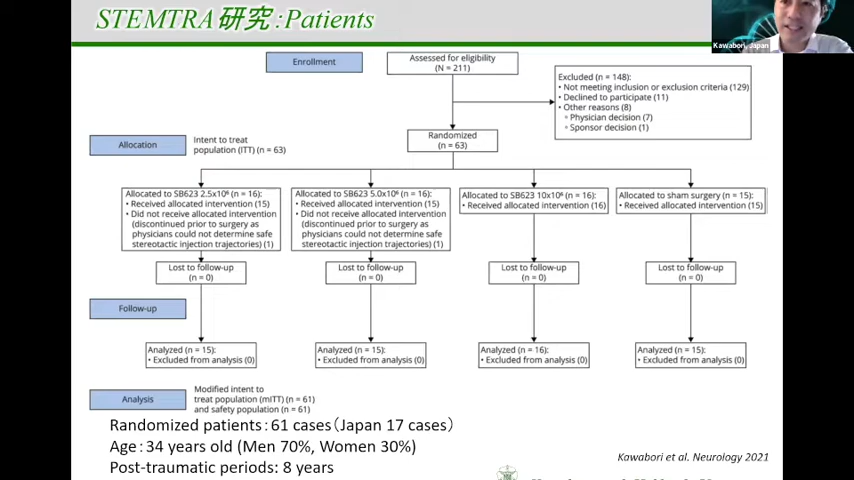 STEMTRA研究:Patients
Kawabori, Japan
Enrollment
Assessed for eligibility
(N = 211)
Excluded (n = 148):
• Not meeting inclusion or exclusion criteria (129)
• Declined to participate (11)
• Other reasons (8)
Physician decision (7)
Sponsor decision (1)
Randomized
(n = 63)
Allocation
Intent to treat
population (ITT) (n = 63)
Allocated to SB623 2.5x10⁶ (n = 16):
• Received allocated intervention (15)
• Did not receive allocated intervention
(discontinued prior to surgery as
physicians could not determine safe
stereotactic injection trajectories) (1)
Allocated to SB623 5.0x10⁶ (n = 16):
• Received allocated intervention (15)
• Did not receive allocated intervention
(discontinued prior to surgery as
physicians could not determine safe
stereotactic injection trajectories) (1)
Allocated to SB623 10x10⁶ (n = 16):
• Received allocated intervention (16)
Allocated to sham surgery (n = 15)
• Received allocated intervention (15)
Lost to follow-up
(n = 0)
Lost to follow-up
(n = 0)
Lost to follow-up
(n = 0)
Lost to follow-up
(n = 0)
Follow-up
Analyzed (n = 15)
• Excluded from analysis (0)
Analyzed (n = 15):
• Excluded from analysis (0)
Analyzed (n = 16)
• Excluded from analysis (0)
Analyzed (n = 15):
• Excluded from analysis (0)
Analysis
Modified intent to
treat population (mITT) (n = 61)
and safety population (n = 61)
Randomized patients：61 cases（Japan 17 cases）
Age：34 years old (Men 70%, Women 30%)
Post-traumatic periods: 8 years
Kawabori et al. Neurology 2021